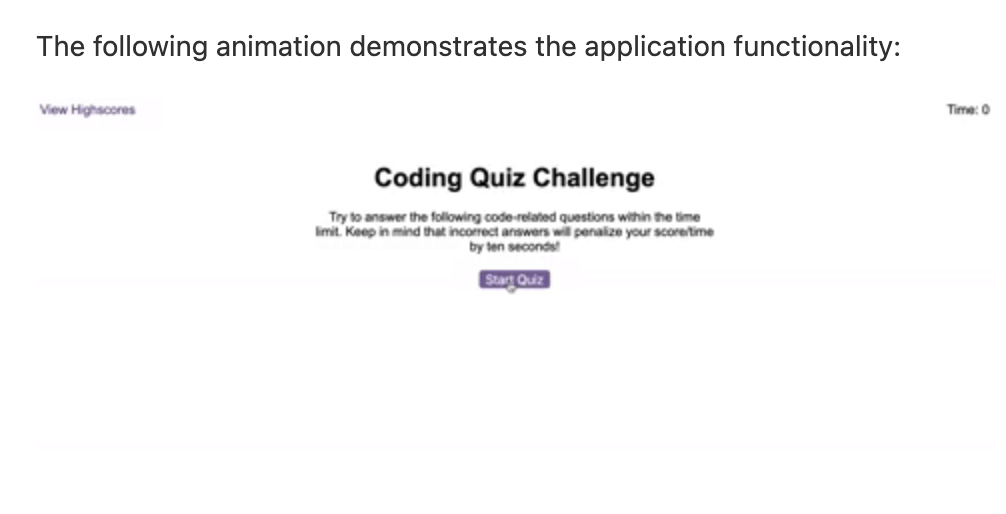 The following animation demonstrates the application functionality:
View Highscores
Time: 0
Coding Quiz Challenge
Try to answer the following code-related questions within the time
limit. Keep in mind that incorrect answers will penalize your score/time
by ten seconds!
Start Quiz